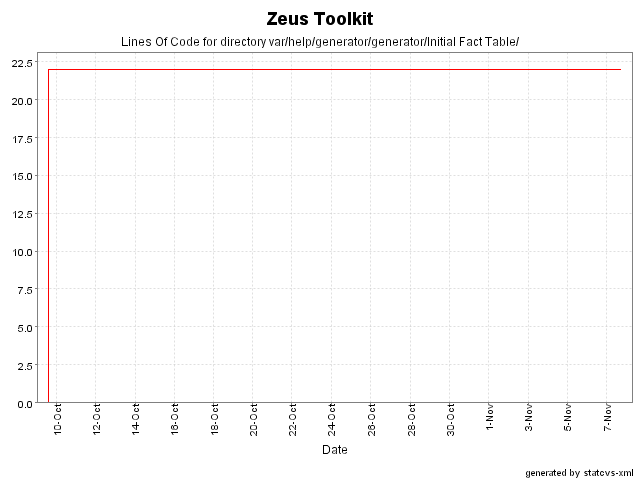 Zeus Toolkit
Lines Of Code for directory var/help/generator/generator/Initial Fact Table/
22.5
20.0
17.5
15.0
12.5
10.0
7.5
5.0
2.5
0.0
10-Oct
12-Oct
14-Oct
16-Oct
18-Oct
20-Oct
22-Oct
24-Oct
26-Oct
28-Oct
30-Oct
1-Nov
3-Nov
5-Nov
7-Nov
Date
generated by statcvs-xml